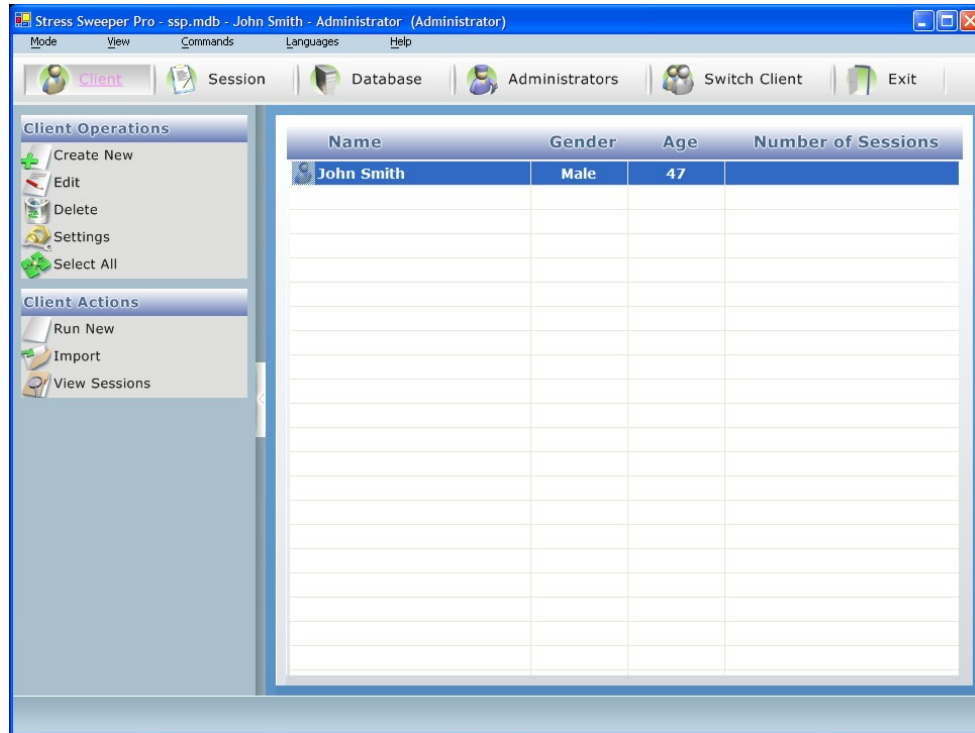 Stress Sweeper Pro - ssp.mdb - John Smith - Administrator (Administrator)
Mode View Commands Languages Help
Client Session Database Administrators Switch Client Exit
Client Operations
Create New
Edit
Delete
Settings
Select All
Client Actions
Run New
Import
View Sessions
Name Gender Age Number of Sessions
John Smith Male 47